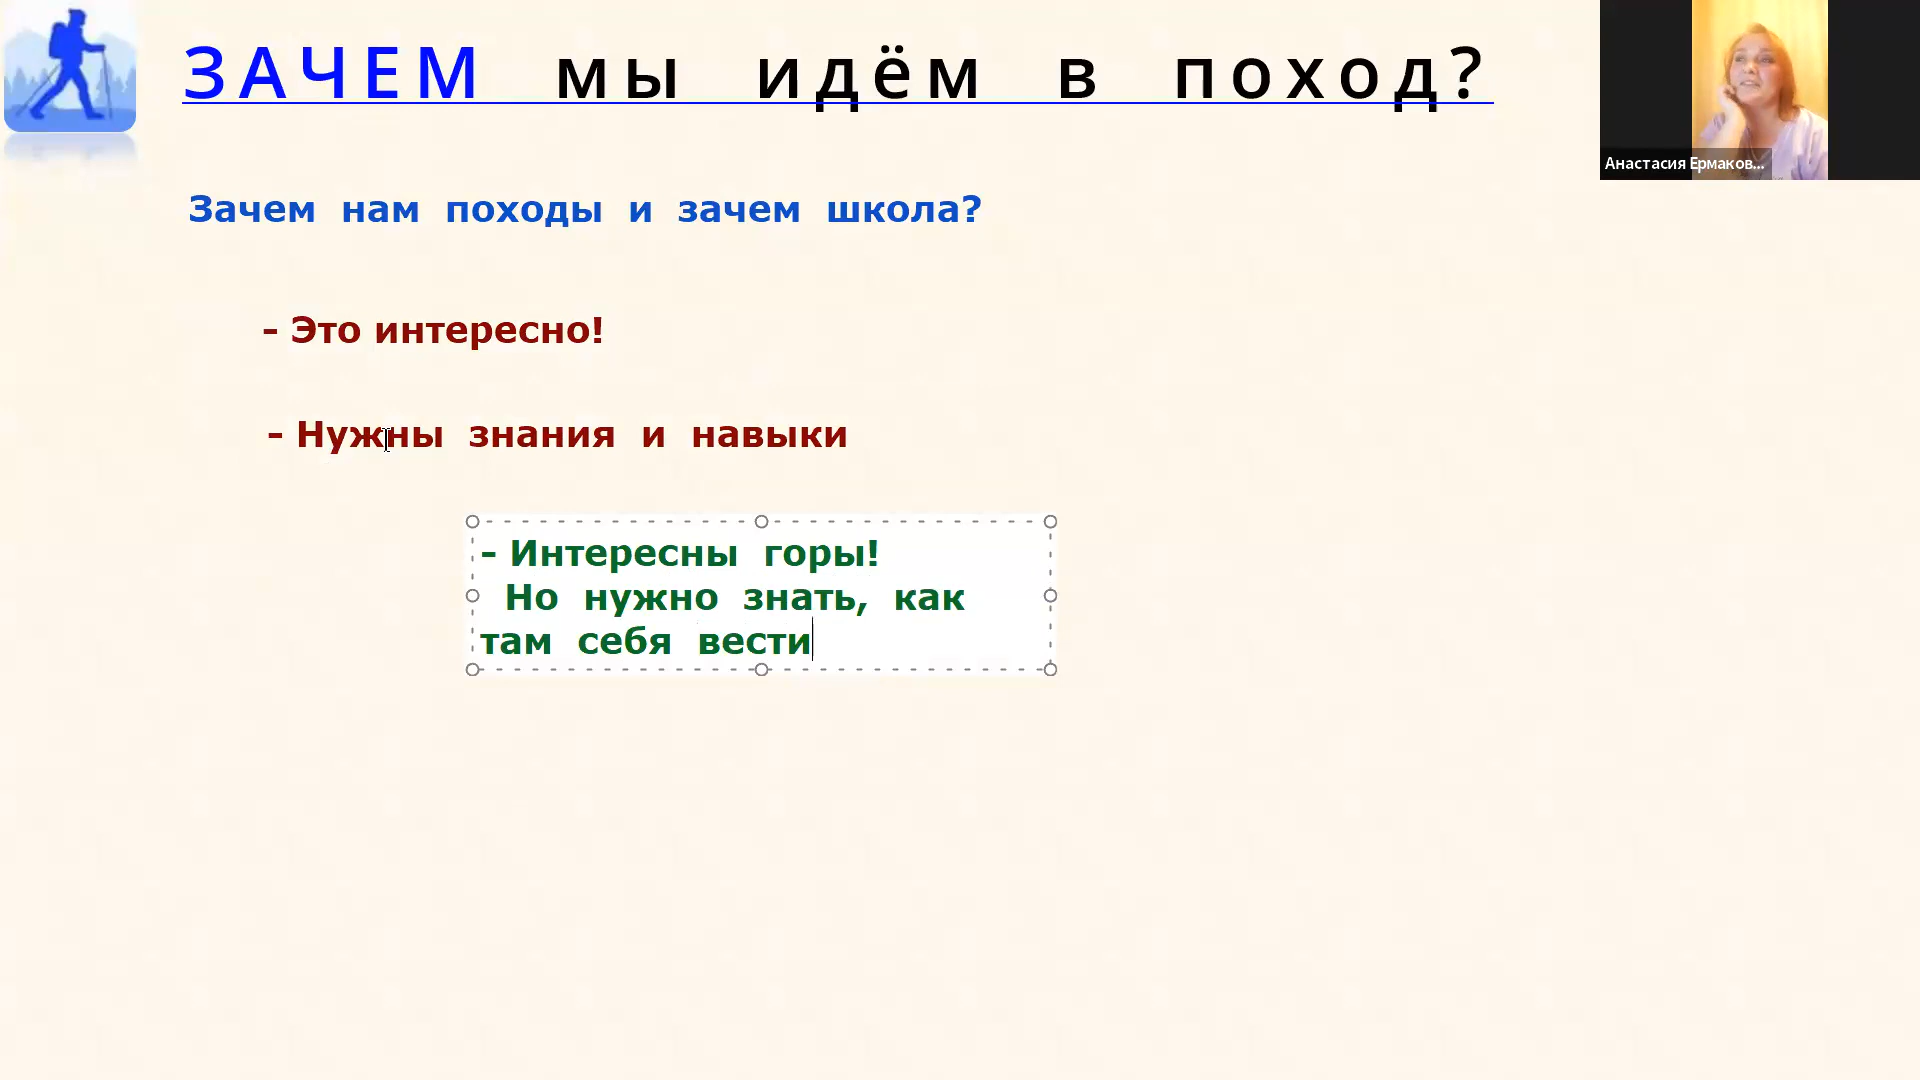 ЗАЧЕМ мы идём в поход?
Анастасия Ермаков...
Зачем нам походы и зачем школа?
– Это интересно!
– Нужны знания и навыки
– Интересны горы!
Но нужно знать, как
там себя вести